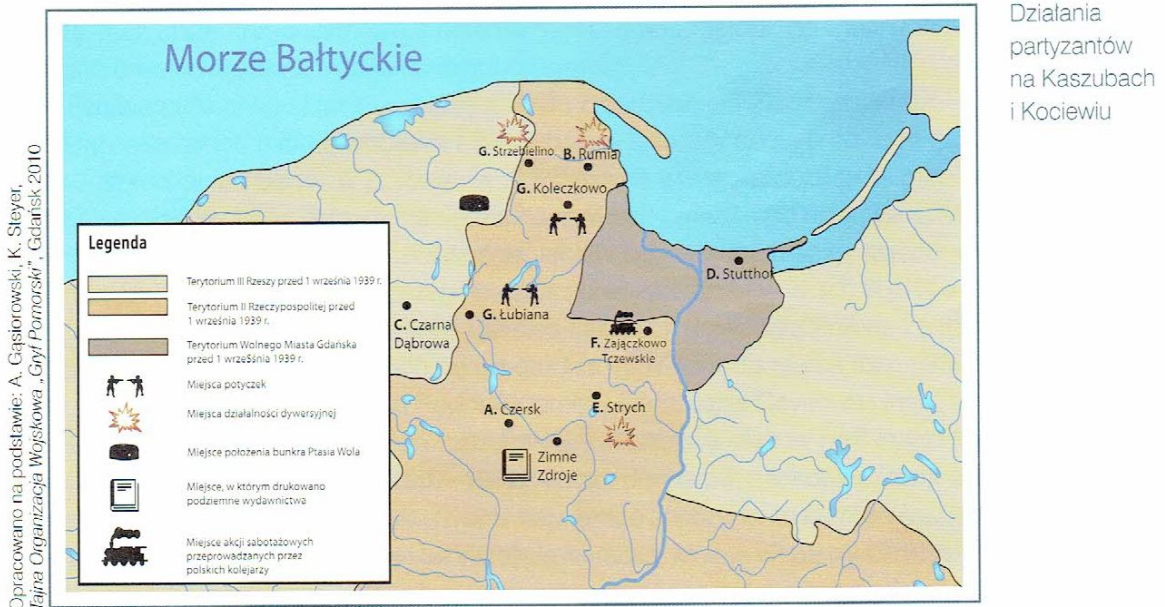 Działania
partyzantów
na Kaszubach
i Kociewiu
Morze Bałtyckie
G. Strzebielino
B. Rumia
G. Koleczkowo
D. Stutthof
G. Łubiana
C. Czarna
Dąbrowa
F. Zajączkowo
Tczewskie
A. Czersk
E. Strych
Zimne
Zdroje
Legenda
Terytorium III Rzeszy przed 1 września 1939 r.
Terytorium II Rzeczypospolitej przed
1 września 1939 r.
Terytorium Wolnego Miasta Gdańska
przed 1 wrzeŚśnia 1939 r.
Miejsca potyczek
Miejsca działalności dywersyjnej
Miejsce położenia bunkra Ptasia Wola
Miejsce, w którym drukowano
podziemne wydawnictwa
Miejsce akcji sabotażowych
przeprowadzanych przez
polskich kolejarzy
Opracowano na podstawie: A. Gąsiorowski, K. Steyer,
Tajna Organizacja Wojskowa „Gryf Pomorski”, Gdańsk 2010